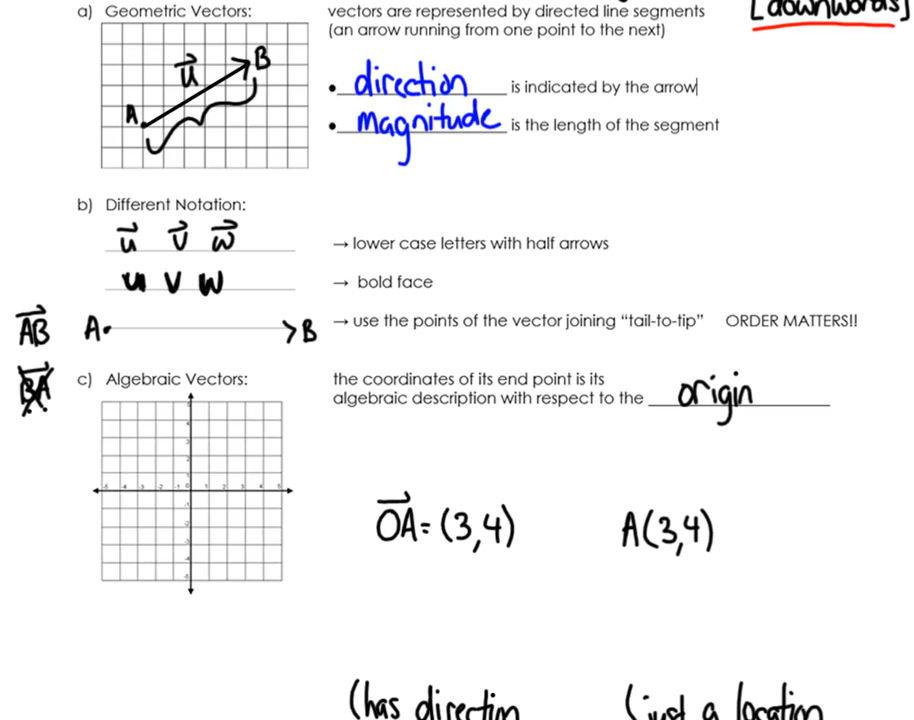 a) Geometric Vectors:
vectors are represented by directed line segments
[downwards]
(an arrow running from one point to the next)
u B
A
• direction is indicated by the arrow
• magnitude is the length of the segment
b) Different Notation:
u v w → lower case letters with half arrows
u v w → bold face
AB A B → use the points of the vector joining “tail-to-tip” ORDER MATTERS!!
BA
c) Algebraic Vectors:
the coordinates of its end point is its
algebraic description with respect to the origin
OA = (3,4) A(3,4)
(has direction (just a location